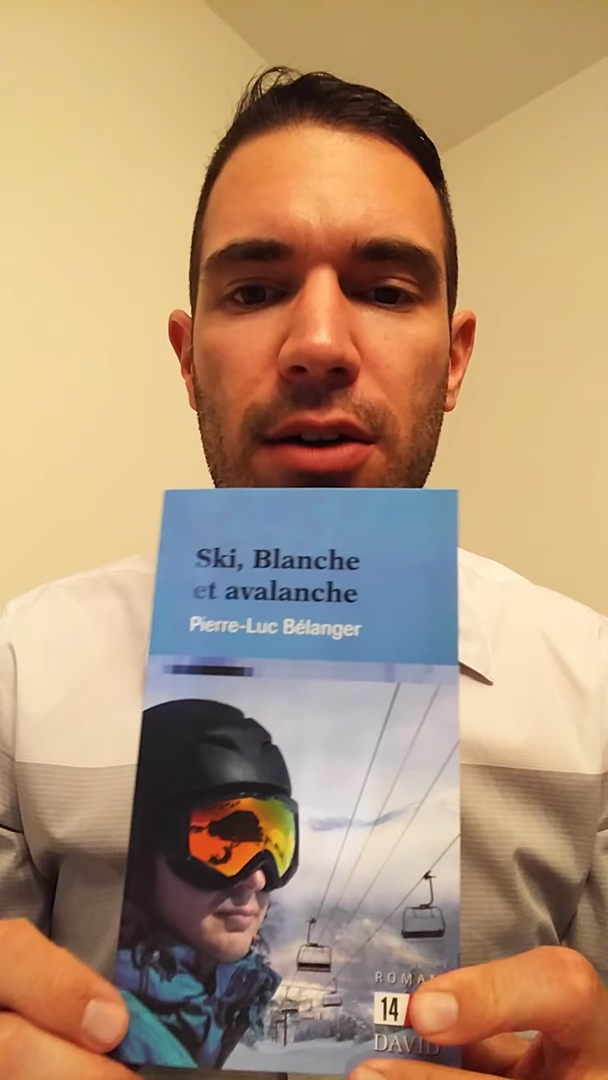 Ski, Blanche
et avalanche
Pierre-Luc Bélanger
ROMAN
14
DAVID